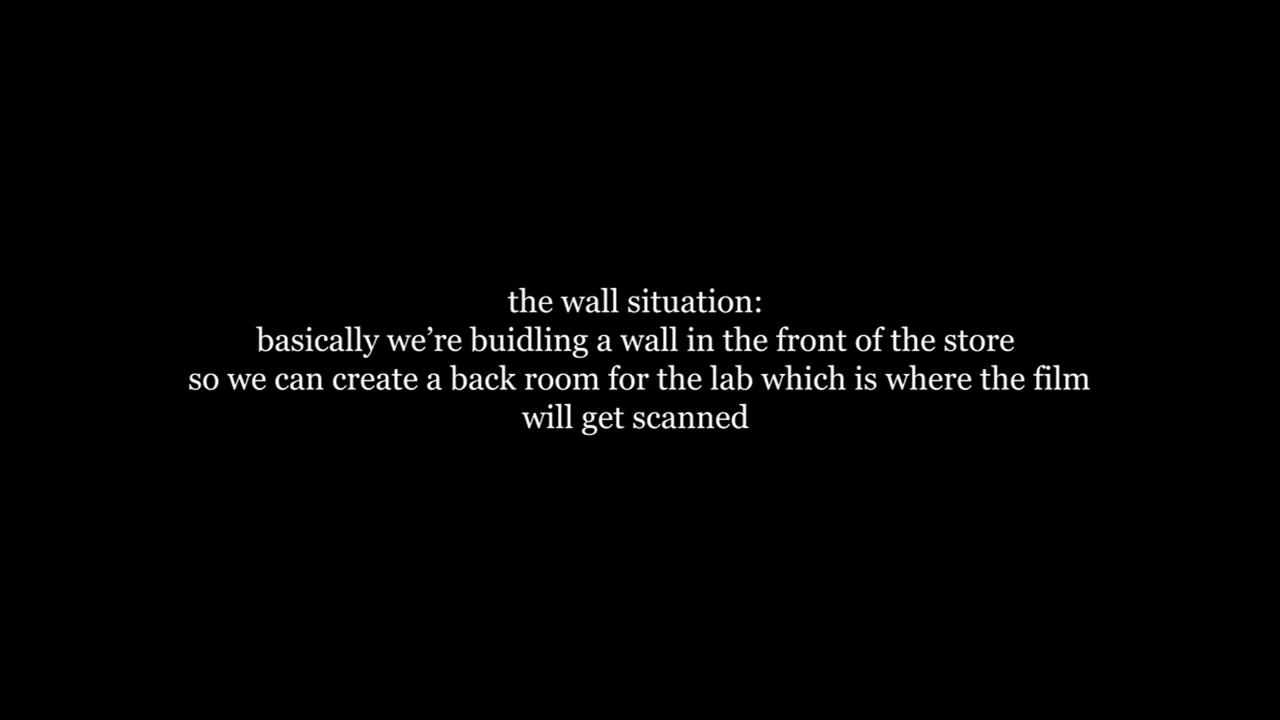 the wall situation:
basically we’re buidling a wall in the front of the store
so we can create a back room for the lab which is where the film
will get scanned